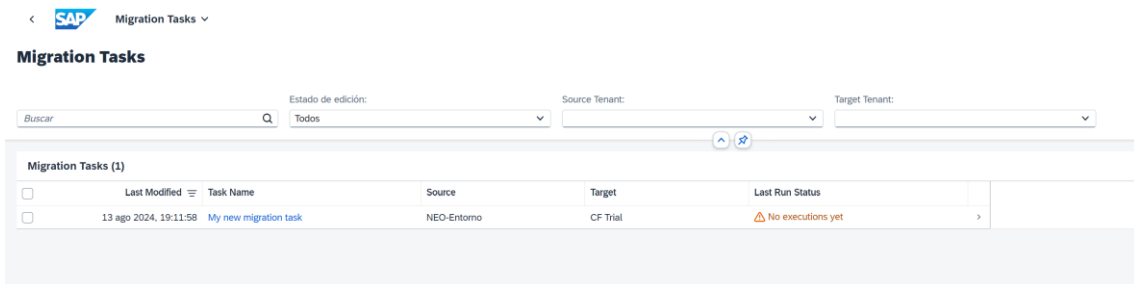 SAP Migration Tasks
Migration Tasks
Estado de edición: Source Tenant: Target Tenant:
Buscar Todos
Migration Tasks (1)
Last Modified Task Name Source Target Last Run Status
13 ago 2024, 19:11:58 My new migration task NEO-Entorno CF Trial No executions yet